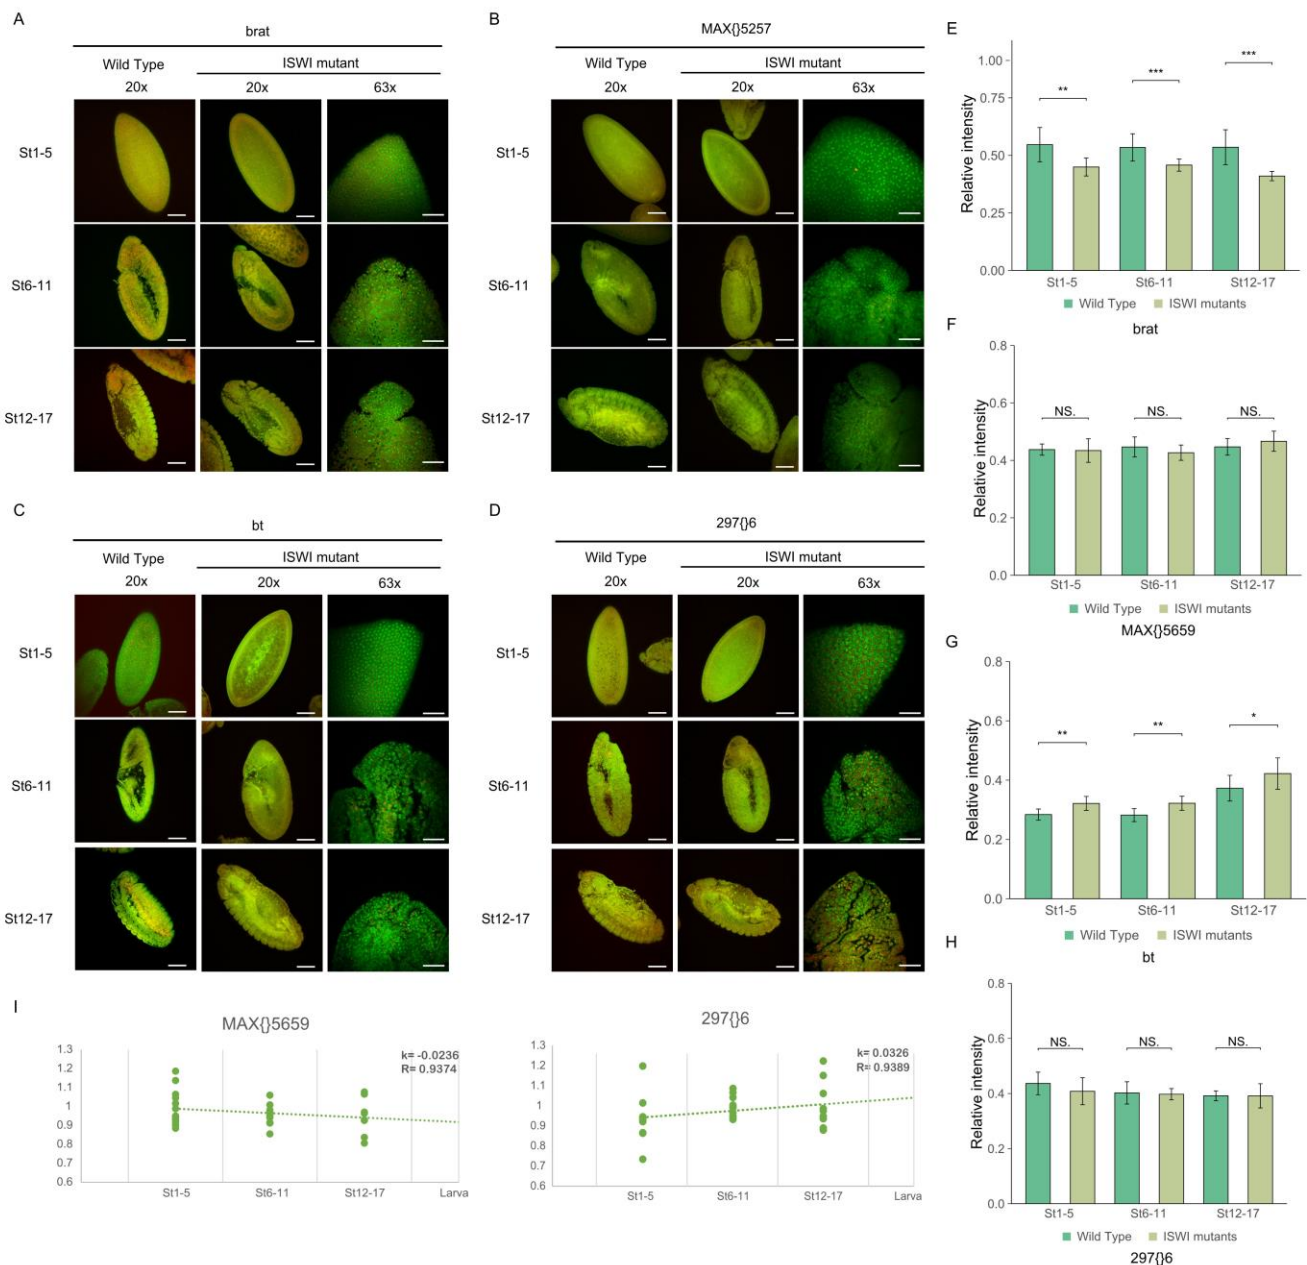 A
brat
Wild Type
ISWI mutant
20x
20x
63x
St1-5
St6-11
St12-17
B
MAX{}5257
Wild Type
ISWI mutant
20x
20x
63x
St1-5
St6-11
St12-17
C
bt
Wild Type
ISWI mutant
20x
20x
63x
St1-5
St6-11
St12-17
D
297{}6
Wild Type
ISWI mutant
20x
20x
63x
St1-5
St6-11
St12-17
E
Relative intensity
1.00
0.75
0.50
0.25
0.00
**
***
***
St1-5 St6-11 St12-17
Wild Type ISWI mutants
brat
F
Relative intensity
0.8
0.6
0.4
0.2
0.0
NS. NS. NS.
St1-5 St6-11 St12-17
Wild Type ISWI mutants
MAX{}5659
G
Relative intensity
0.8
0.6
0.4
0.2
0.0
**
**
*
St1-5 St6-11 St12-17
Wild Type ISWI mutants
bt
H
Relative intensity
0.8
0.6
0.4
0.2
0.0
NS. NS. NS.
St1-5 St6-11 St12-17
Wild Type ISWI mutants
297{}6
I
MAX{}5659
k= -0.0236
R= 0.9374
1.3
1.2
1.1
1
0.9
0.8
0.7
0.6
St1-5 St6-11 St12-17 Larva
297{}6
k= 0.0326
R= 0.9389
1.3
1.2
1.1
1
0.9
0.8
0.7
0.6
St1-5 St6-11 St12-17 Larva